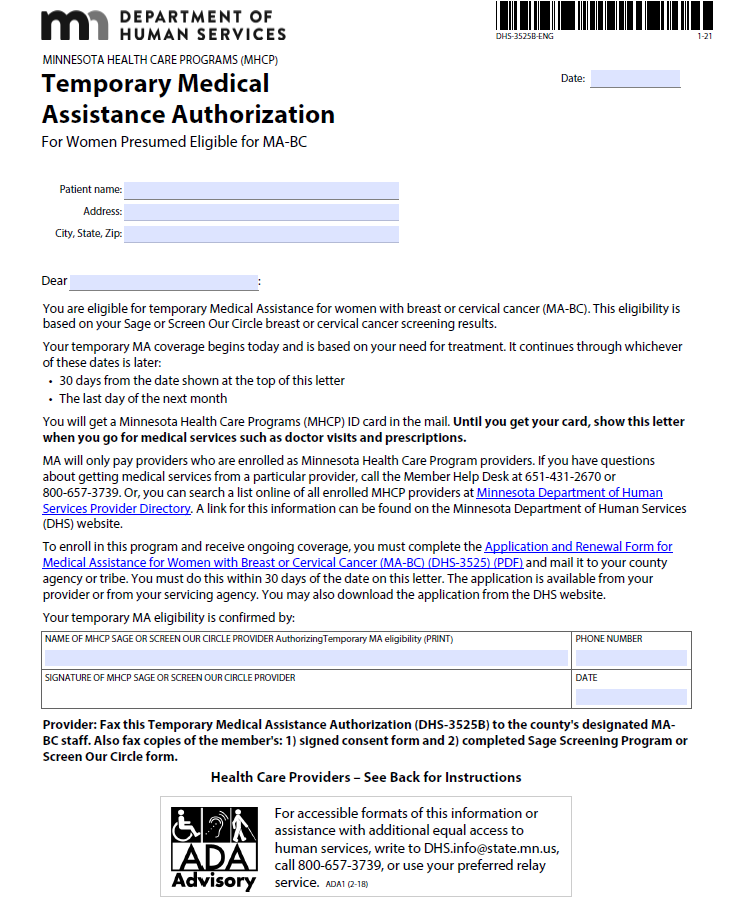 DEPARTMENT OF
HUMAN SERVICES
DHS-3525B-ENG 1-21
MINNESOTA HEALTH CARE PROGRAMS (MHCP)
Temporary Medical
Assistance Authorization
Date:
For Women Presumed Eligible for MA-BC
Patient name:
Address:
City, State, Zip:
Dear :
You are eligible for temporary Medical Assistance for women with breast or cervical cancer (MA-BC). This eligibility is
based on your Sage or Screen Our Circle breast or cervical cancer screening results.
Your temporary MA coverage begins today and is based on your need for treatment. It continues through whichever
of these dates is later:
• 30 days from the date shown at the top of this letter
• The last day of the next month
You will get a Minnesota Health Care Programs (MHCP) ID card in the mail. Until you get your card, show this letter
when you go for medical services such as doctor visits and prescriptions.
MA will only pay providers who are enrolled as Minnesota Health Care Program providers. If you have questions
about getting medical services from a particular provider, call the Member Help Desk at 651-431-2670 or
800-657-3739. Or, you can search a list online of all enrolled MHCP providers at Minnesota Department of Human
Services Provider Directory. A link for this information can be found on the Minnesota Department of Human Services
(DHS) website.
To enroll in this program and receive ongoing coverage, you must complete the Application and Renewal Form for
Medical Assistance for Women with Breast or Cervical Cancer (MA-BC) (DHS-3525) (PDF) and mail it to your county
agency or tribe. You must do this within 30 days of the date on this letter. The application is available from your
provider or from your servicing agency. You may also download the application from the DHS website.
Your temporary MA eligibility is confirmed by:
NAME OF MHCP SAGE OR SCREEN OUR CIRCLE PROVIDER AuthorizingTemporary MA eligibility (PRINT) PHONE NUMBER
SIGNATURE OF MHCP SAGE OR SCREEN OUR CIRCLE PROVIDER DATE
Provider: Fax this Temporary Medical Assistance Authorization (DHS-3525B) to the county's designated MA-
BC staff. Also fax copies of the member's: 1) signed consent form and 2) completed Sage Screening Program or
Screen Our Circle form.
Health Care Providers – See Back for Instructions
ADA
Advisory
For accessible formats of this information or
assistance with additional equal access to
human services, write to DHS.info@state.mn.us,
call 800-657-3739, or use your preferred relay
service. ADA1 (2-18)